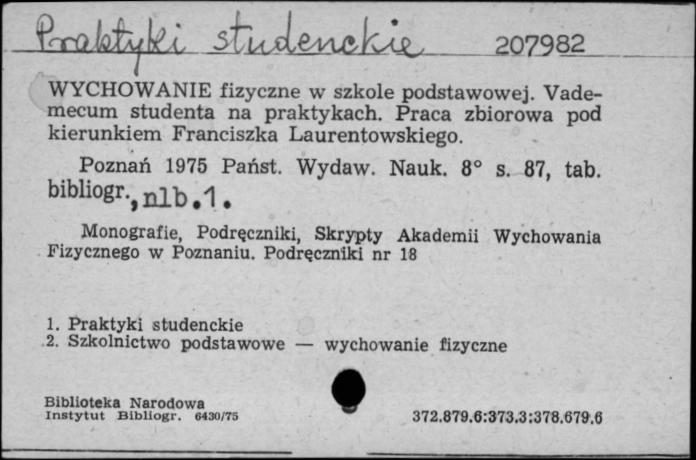 Praktyki studenckie 207982
WYCHOWANIE fizyczne w szkole podstawowej. Vade-
mecum studenta na praktykach. Praca zbiorowa pod
kierunkiem Franciszka Laurentowskiego.
Poznań 1975 Państ. Wydaw. Nauk. 8° s. 87, tab.
bibliogr., nlb.1.
Monografie, Podręczniki, Skrypty Akademii Wychowania
Fizycznego w Poznaniu. Podręczniki nr 18
1. Praktyki studenckie
2. Szkolnictwo podstawowe — wychowanie fizyczne
Biblioteka Narodowa
Instytut Bibliogr. 6430/75
372.879.6:373.3:378.679.6